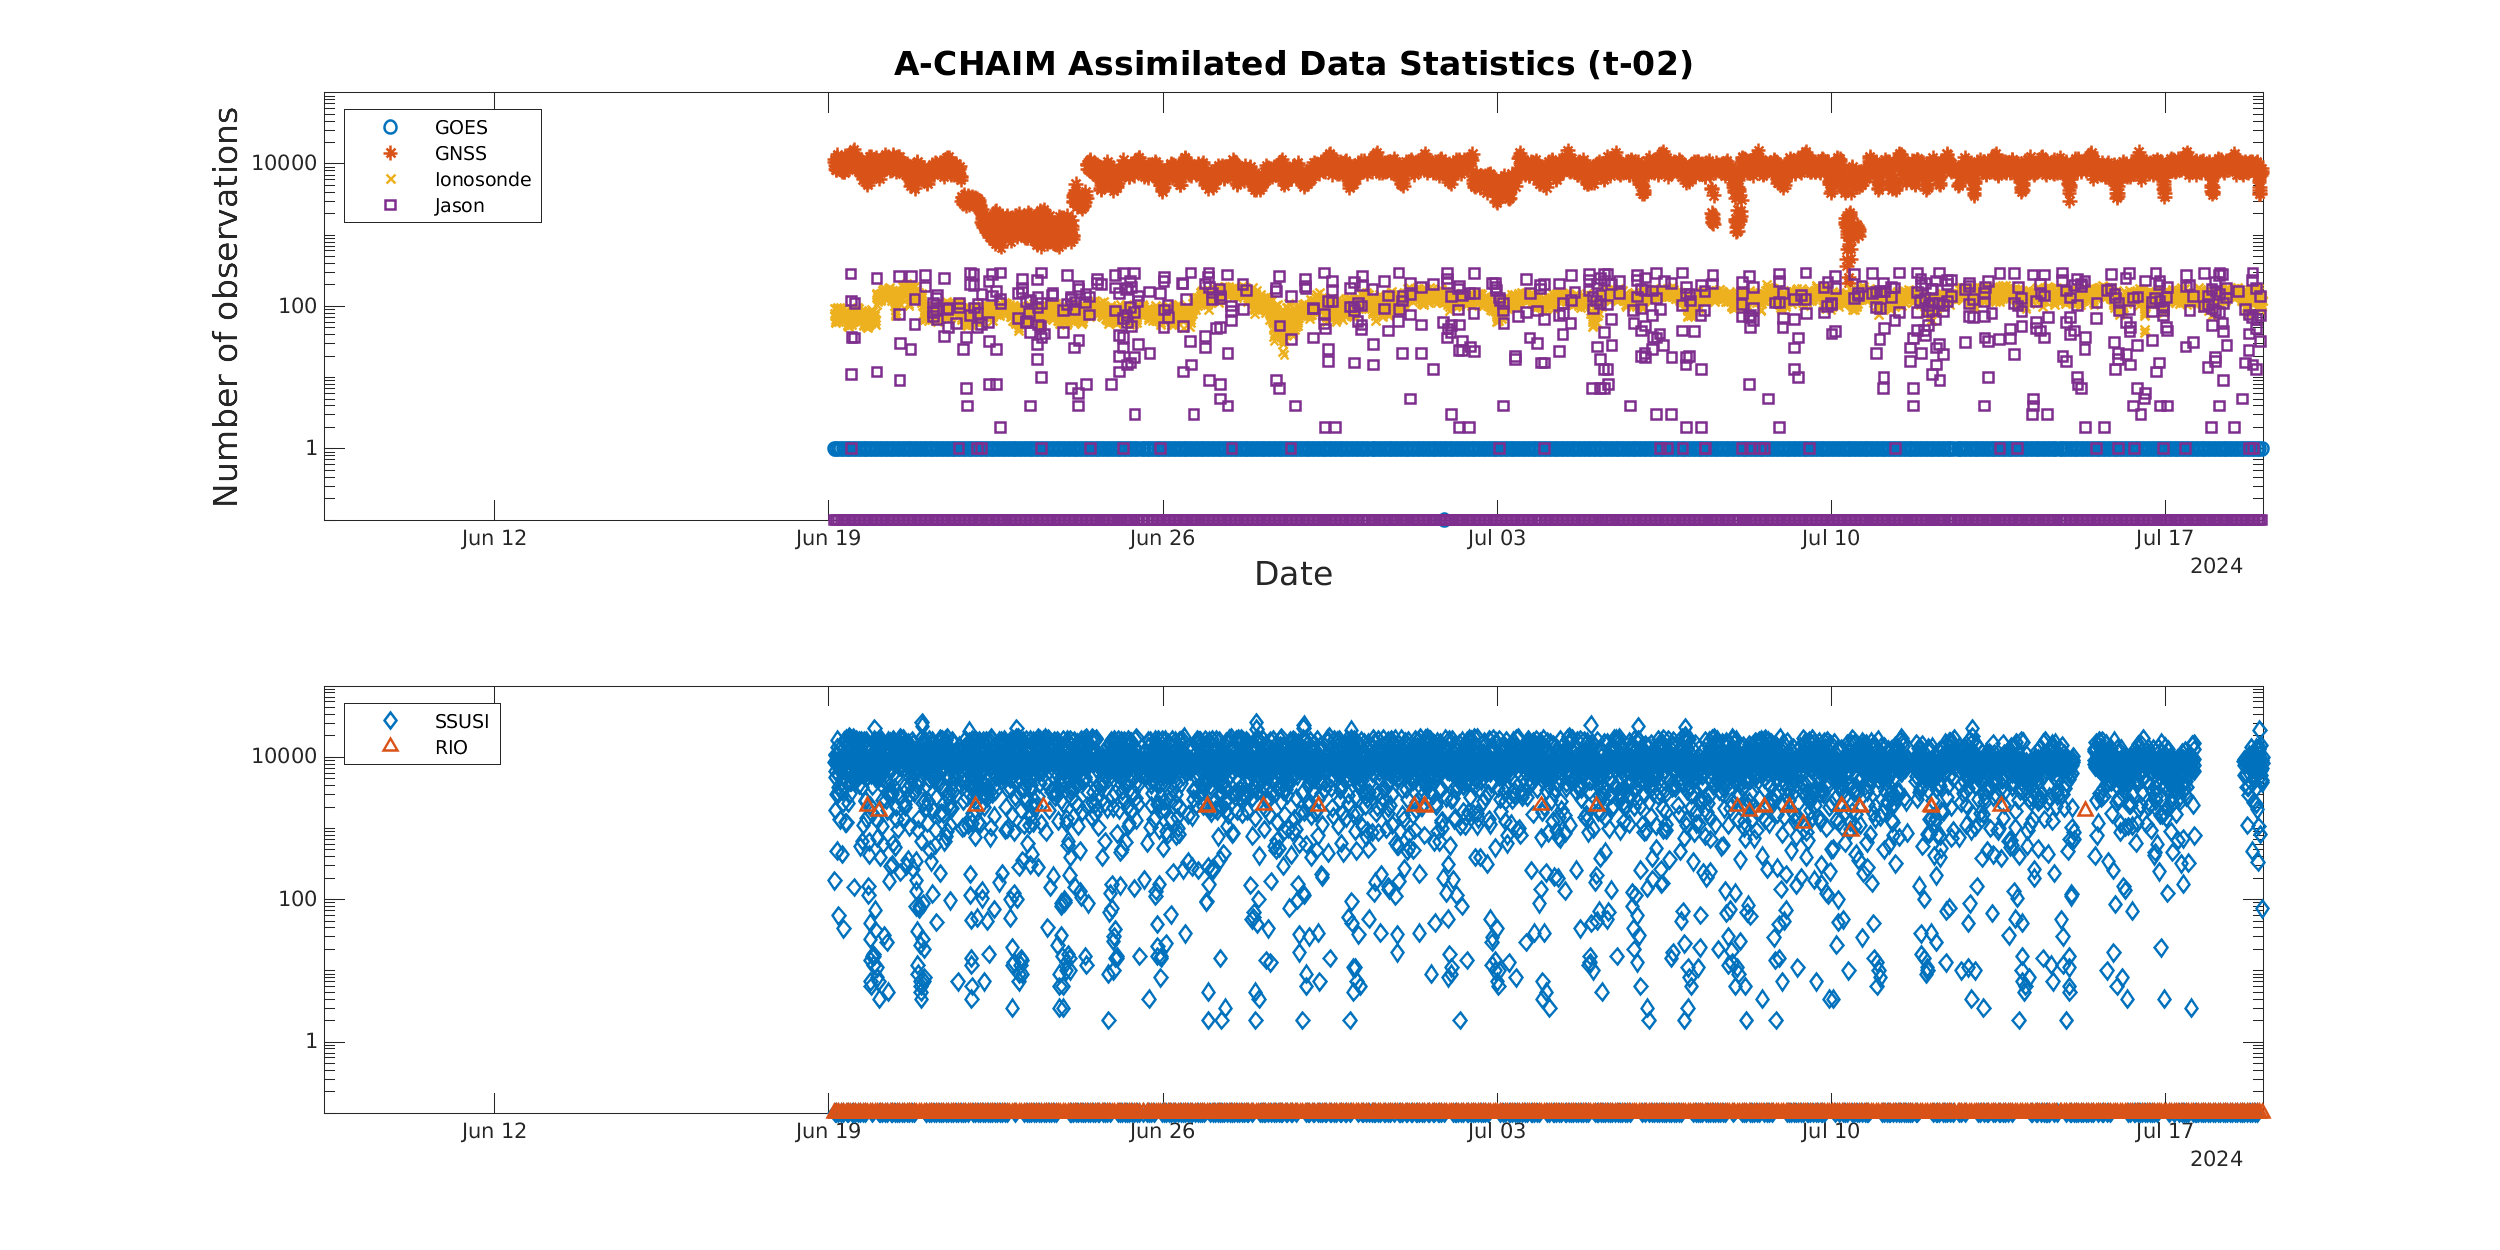 A-CHAIM Assimilated Data Statistics (t-02)
Number of observations
10000
100
1
GOES
GNSS
Ionosonde
Jason
Jun 12
Jun 19
Jun 26
Jul 03
Jul 10
Jul 17
2024
Date
10000
100
1
SSUSI
RIO
Jun 12
Jun 19
Jun 26
Jul 03
Jul 10
Jul 17
2024